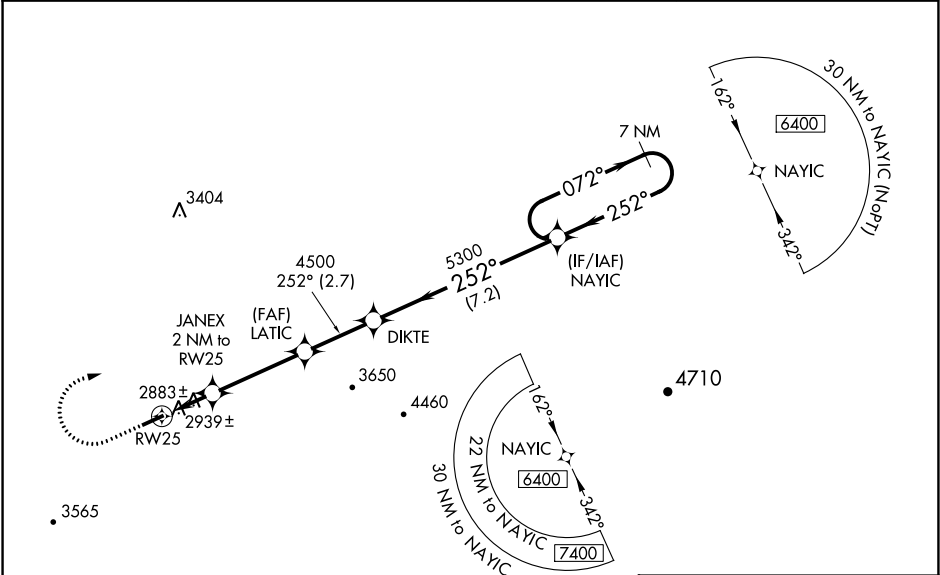 162°
30 NM to NAYIC (NoPT)
6400
NAYIC
342°
7 NM
072°
252°
3404
(IF/IAF)
NAYIC
5300
252°
(7.2)
4500
252° (2.7)
(FAF)
LATIC
DIKTE
JANEX
2 NM to
RW25
2883±
2939±
RW25
3650
4460
4710
3565
162°
NAYIC
6400
342°
22 NM to NAYIC
7400
30 NM to NAYIC